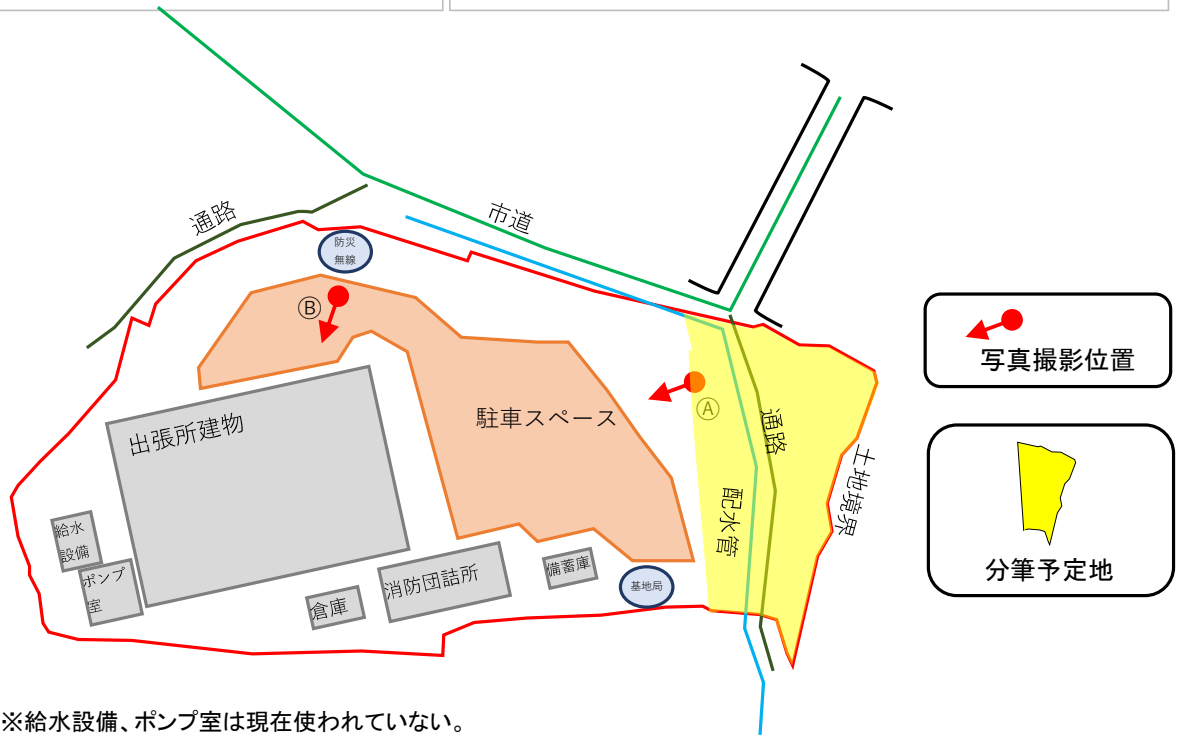 通路
市道
防災
無線
Ⓑ
写真撮影位置
Ⓐ
駐車スペース
出張所建物
通路
土地境界
配水管
給水
設備
ポンプ
室
備蓄庫
消防団詰所
基地局
倉庫
分筆予定地
※給水設備、ポンプ室は現在使われていない。